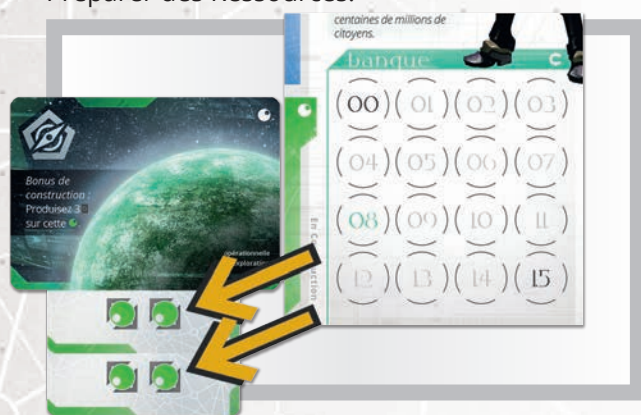 Préparer des Ressources.
centaines de millions de
citoyens.
banque C
00 01 02 03
04 05 06 07
08 09 10 11
12 13 14 15
En Construction
Bonus de
construction :
Produisez 3
sur cette
opérationnelle